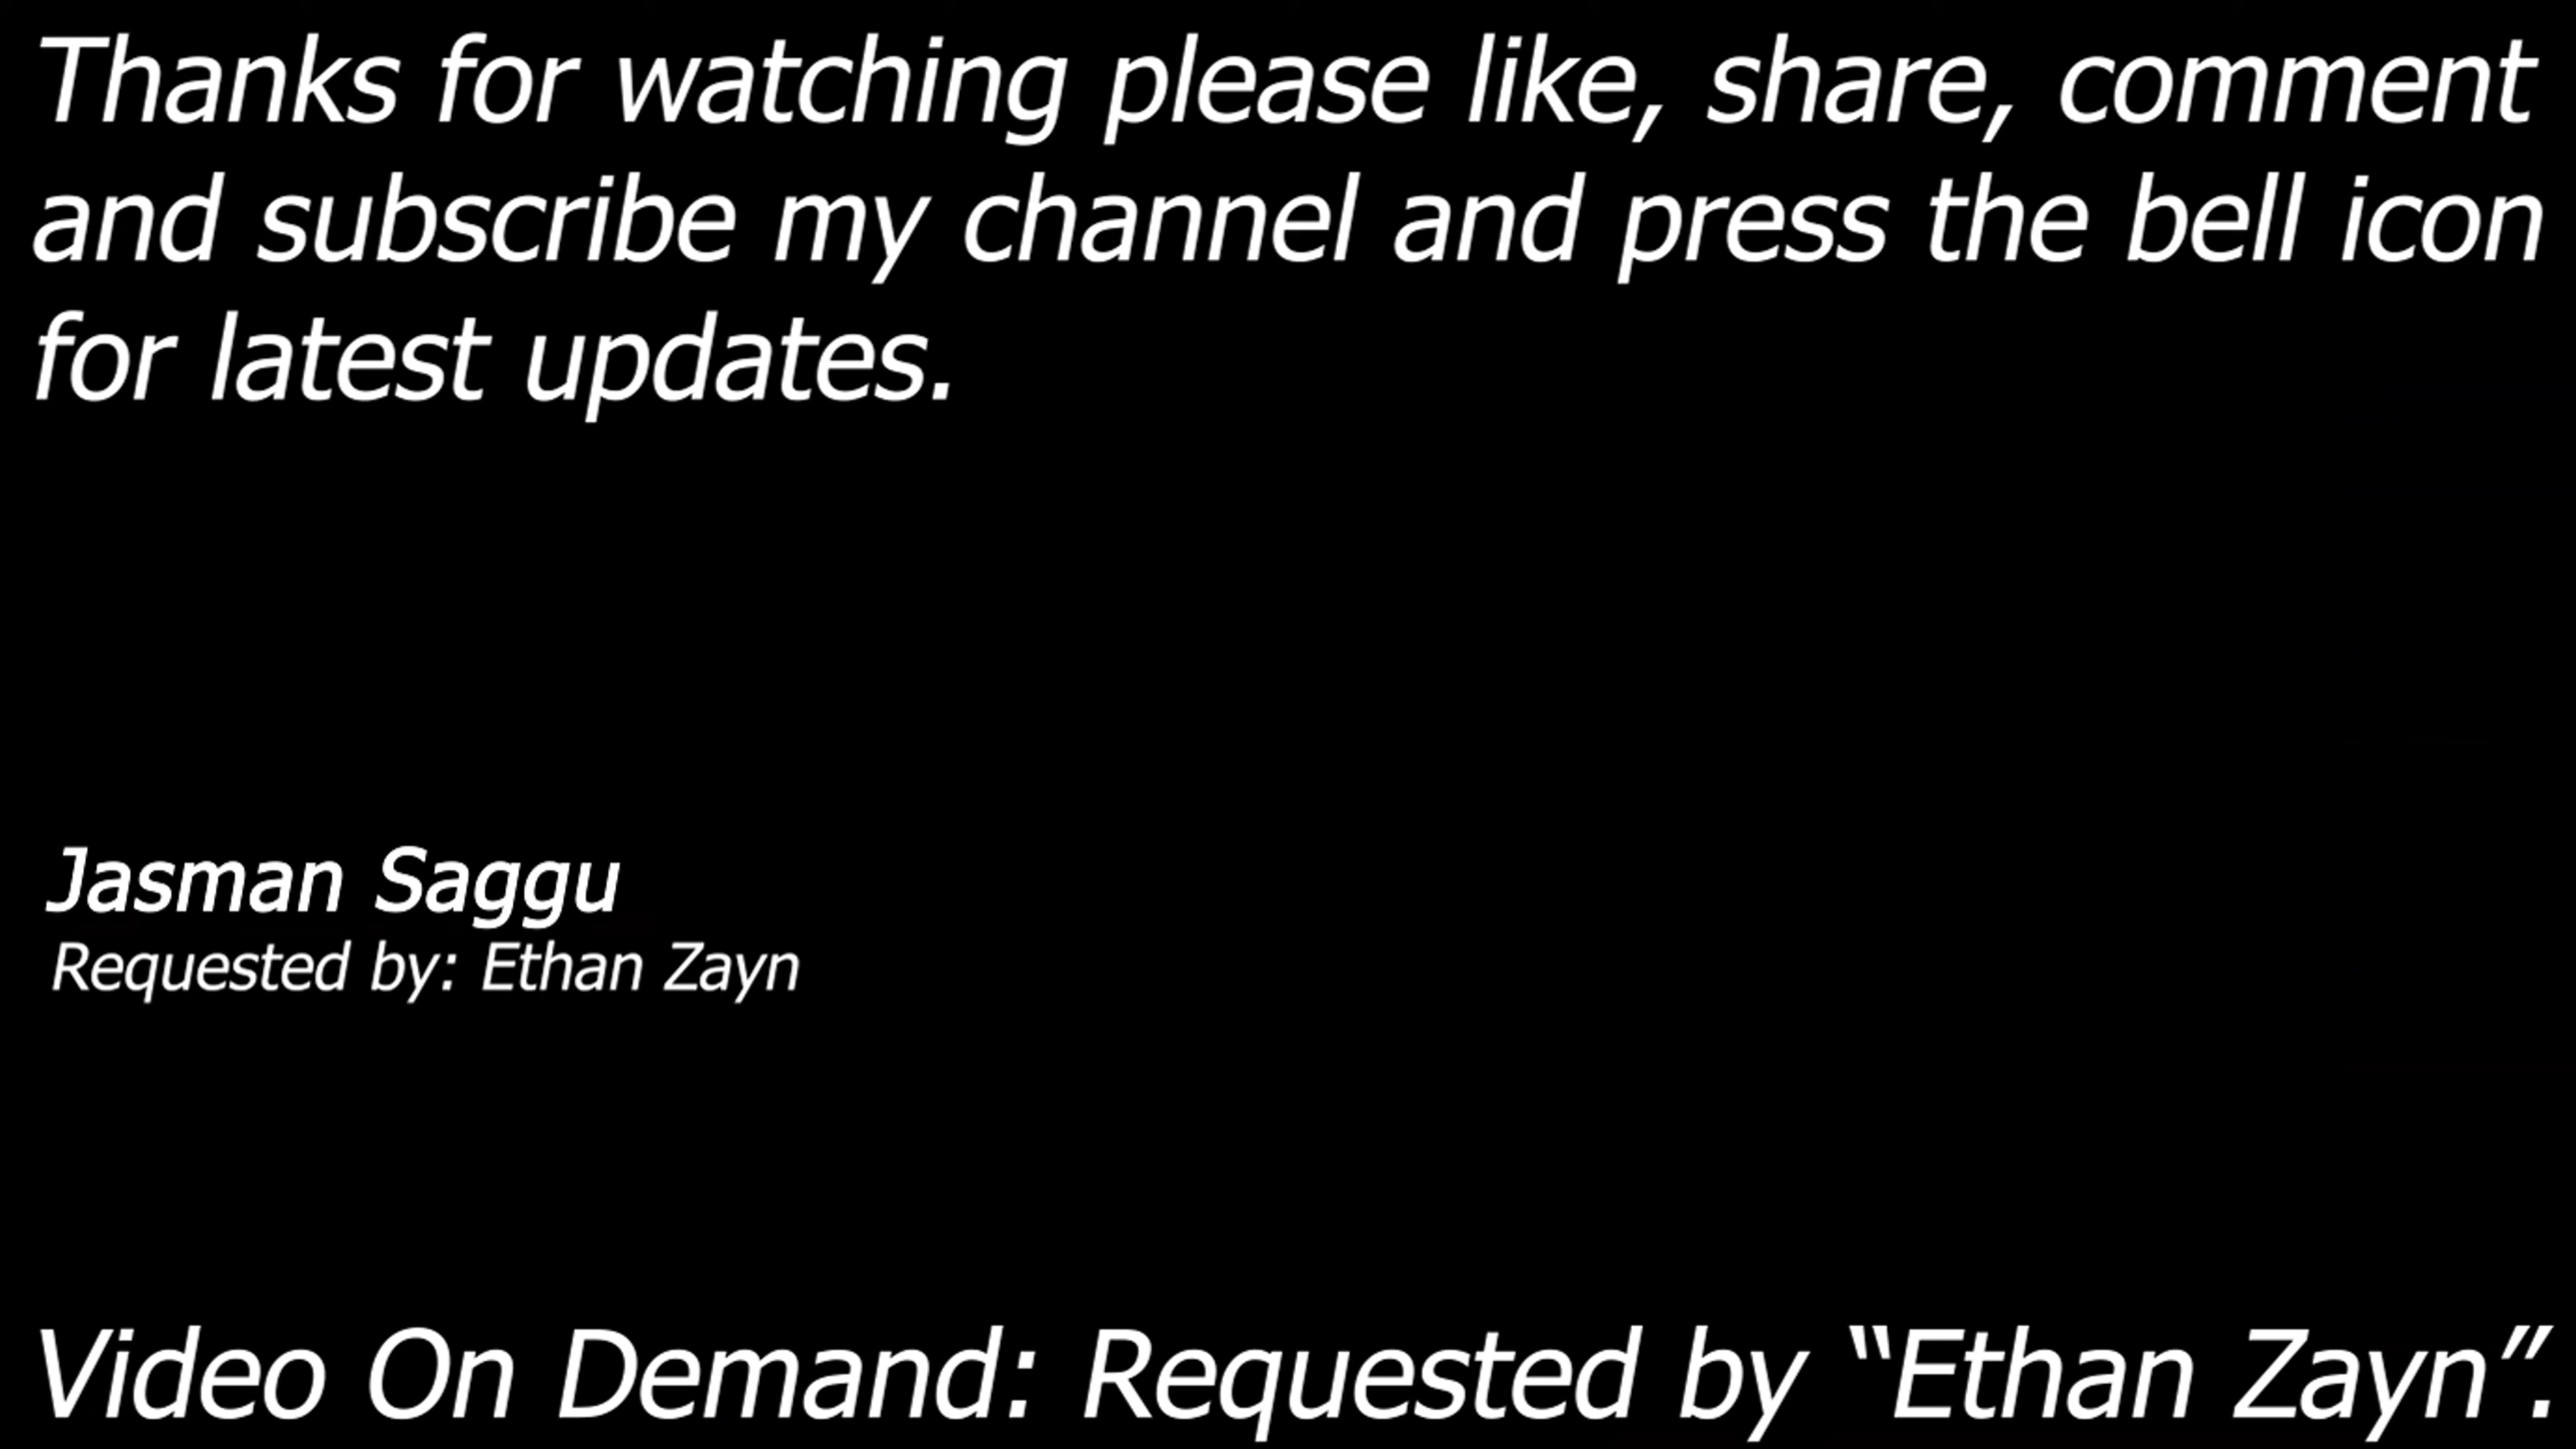 Thanks for watching please like, share, comment
and subscribe my channel and press the bell icon
for latest updates.
Jasman Saggu
Requested by: Ethan Zayn
Video On Demand: Requested by “Ethan Zayn”.